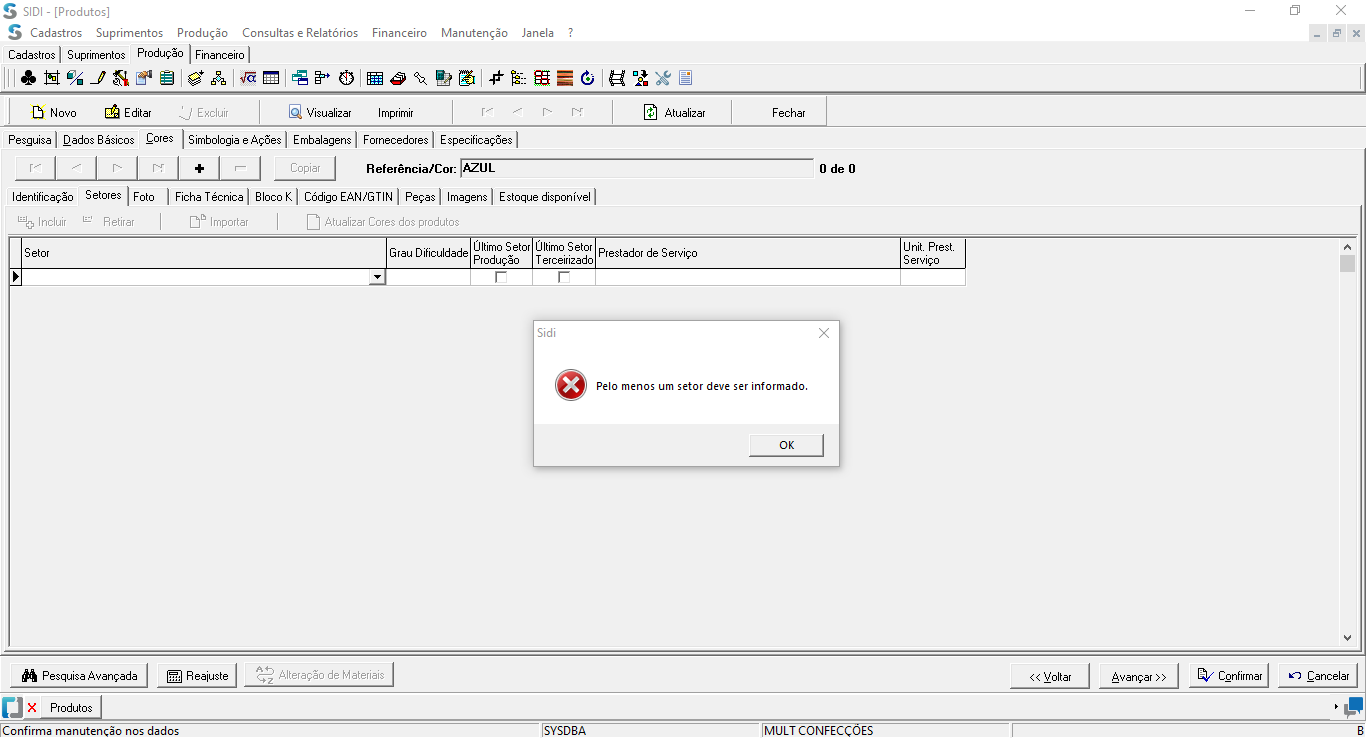 SIDI - [Produtos]
Cadastros Suprimentos Produção Consultas e Relatórios Financeiro Manutenção Janela ?
Cadastros Suprimentos Produção Financeiro
Novo Editar Excluir Visualizar Imprimir Atualizar Fechar
Pesquisa Dados Básicos Cores Simbologia e Ações Embalagens Fornecedores Especificações
Copiar Referência/Cor: AZUL 0 de 0
Identificação Setores Foto Ficha Técnica Bloco K Código EAN/GTIN Peças Imagens Estoque disponível
Incluir Retirar Importar Atualizar Cores dos produtos
Setor Grau Dificuldade Último Setor Produção Último Setor Terceirizado Prestador de Serviço Unit. Prest. Serviço
Sidi
Pelo menos um setor deve ser informado.
OK
Pesquisa Avançada Reajuste Alteração de Materiais << Voltar Avançar >> Confirmar Cancelar
Produtos
Confirma manutenção nos dados SYSDBA MULT CONFECÇÕES B